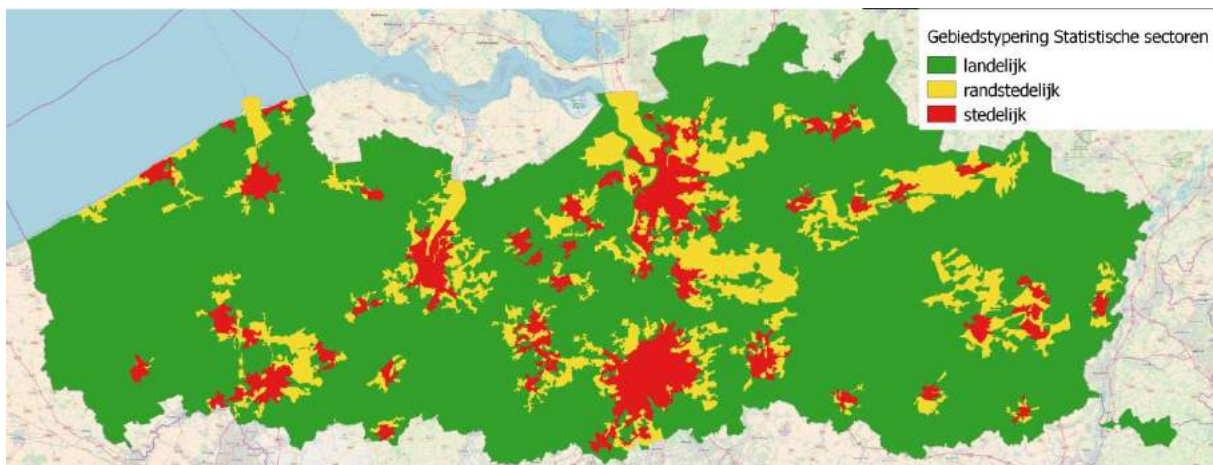 Gebiedstypering Statistische sectoren
landelijk
randstedelijk
stedelijk